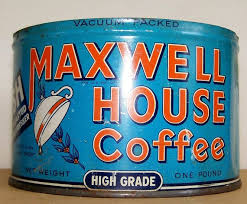 VACUUM PACKED
MAXWELL
HOUSE
Coffee
NET WEIGHT
ONE POUND
HIGH GRADE